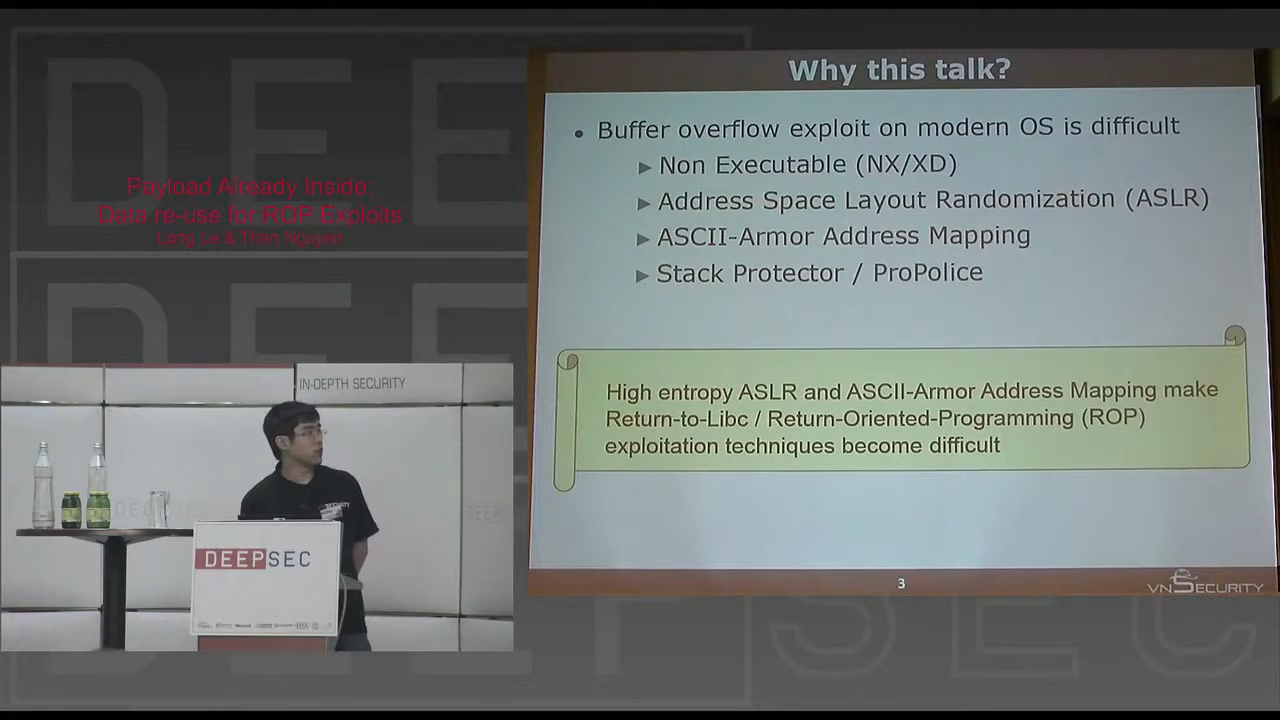 Payload Already Inside:
Data re-use for ROP Exploits
Long Le & Than Nguyen
IN-DEPTH SECURITY
DEEPSEC
Why this talk?
• Buffer overflow exploit on modern OS is difficult
Non Executable (NX/XD)
Address Space Layout Randomization (ASLR)
ASCII-Armor Address Mapping
Stack Protector / ProPolice
High entropy ASLR and ASCII-Armor Address Mapping make
Return-to-Libc / Return-Oriented-Programming (ROP)
exploitation techniques become difficult
3
VNSECURITY